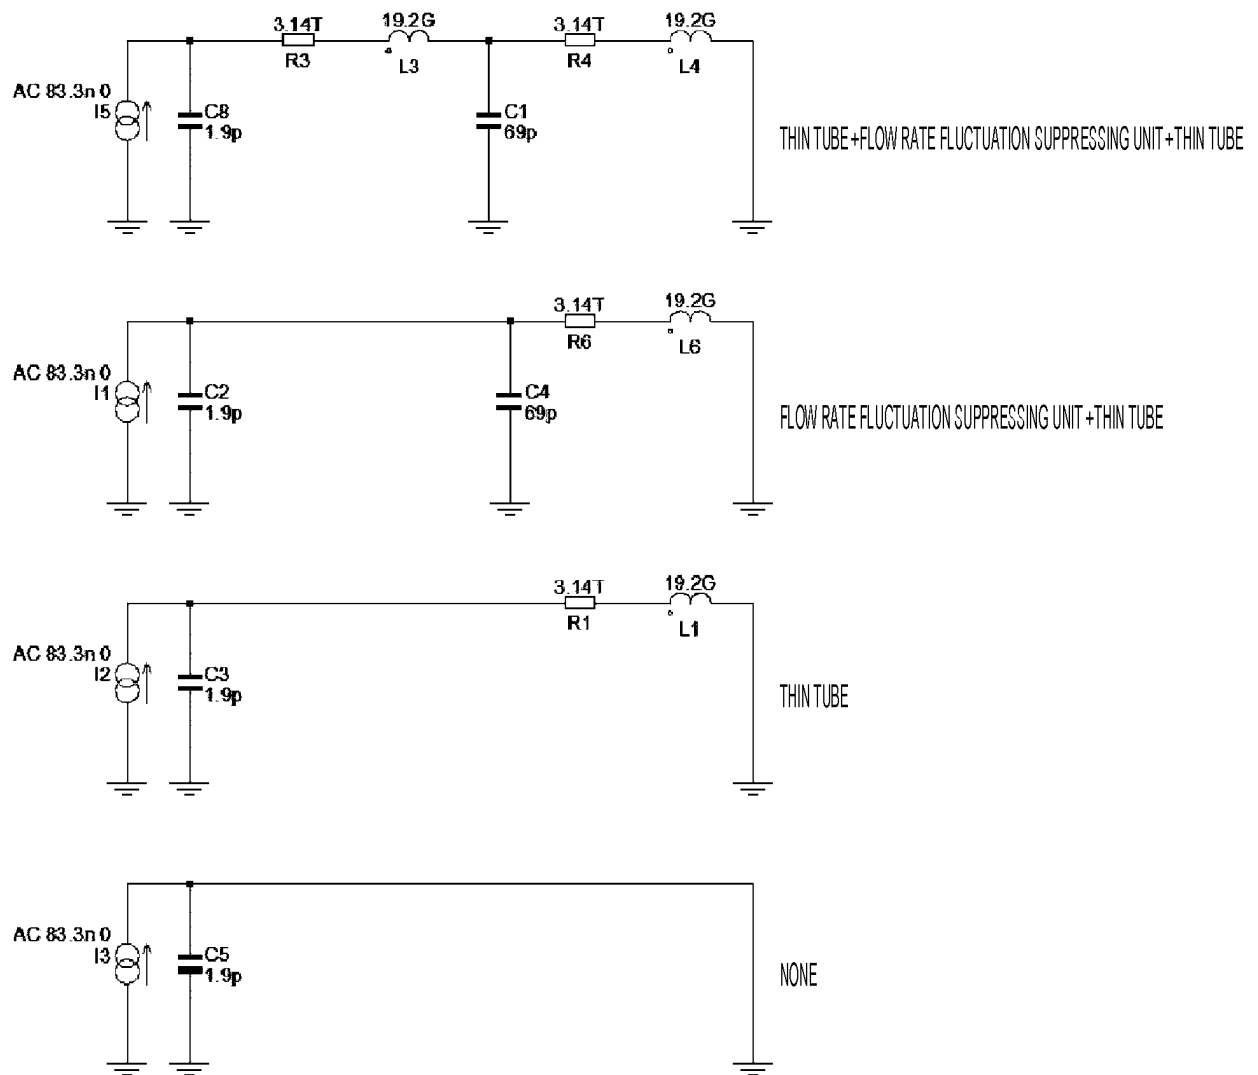 3.14T
19.2G
3.14T
19.2G
R3
L3
R4
L4
AC 83.3n 0
I5
C8
1.9p
C1
69p
THIN TUBE +FLOW RATE FLUCTUATION SUPPRESSING UNIT +THIN TUBE
3.14T
19.2G
R6
L6
AC 83.3n 0
I1
C2
1.9p
C4
69p
FLOW RATE FLUCTUATION SUPPRESSING UNIT +THIN TUBE
3.14T
19.2G
R1
L1
AC 83.3n 0
I2
C3
1.9p
THIN TUBE
AC 83.3n 0
I3
C5
1.9p
NONE